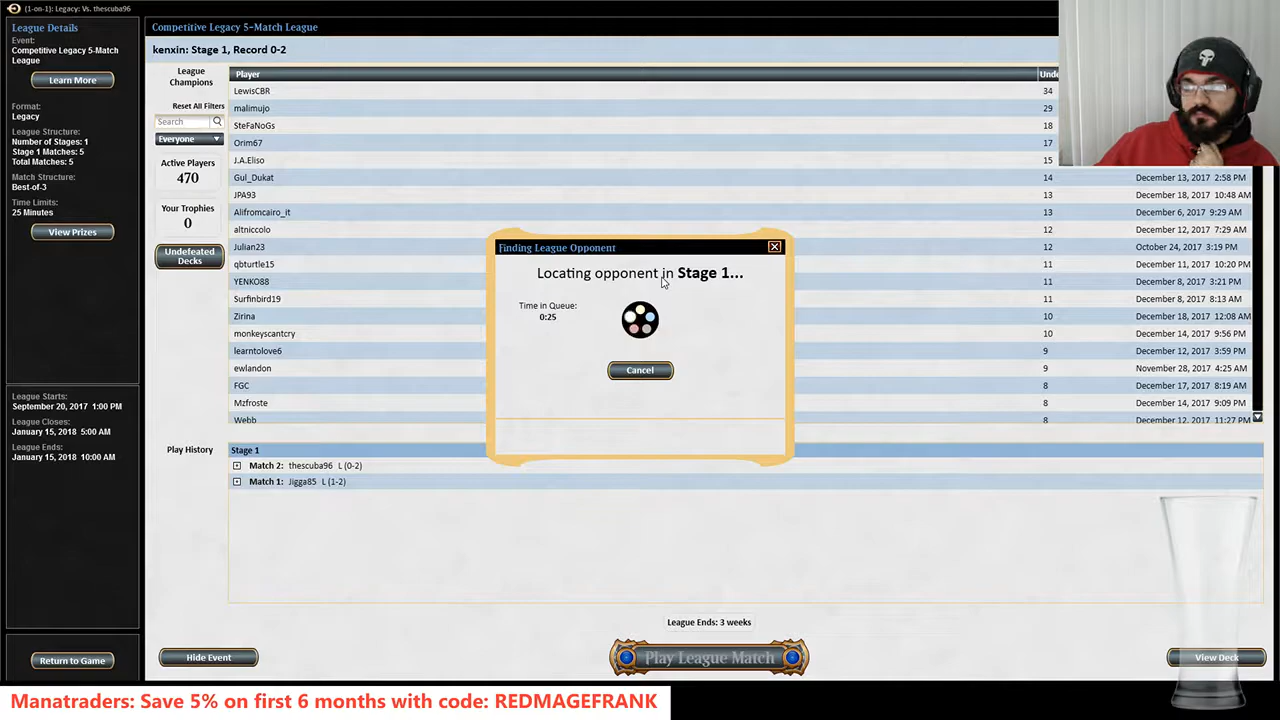 (1-on-1): Legacy: Vs. thescuba96
League Details
Event:
Competitive Legacy 5-Match
League
Learn More
Format:
Legacy
League Structure:
Number of Stages: 1
Stage 1 Matches: 5
Total Matches: 5
Match Structure:
Best-of-3
Time Limits:
25 Minutes
View Prizes
League Starts:
September 20, 2017 1:00 PM
League Closes:
January 15, 2018 5:00 AM
League Ends:
January 15, 2018 10:00 AM
Return to Game
Competitive Legacy 5-Match League
kenxin: Stage 1, Record 0-2
League
Champions
Reset All Filters
Search
Everyone
Active Players
470
Your Trophies
0
Undefeated
Decks
Player Unde
LewisCBR 34
malimujo 29
SteFaNoGs 18
Orim67 17
J.A.Eliso 15
Gul_Dukat 14 December 13, 2017 2:58 PM
JPA93 13 December 18, 2017 10:48 AM
Alifromcairo_it 13 December 6, 2017 9:29 AM
altniccolo 12 December 12, 2017 7:29 AM
Julian23 12 October 24, 2017 3:19 PM
qbturtle15 11 December 11, 2017 10:20 PM
YENKO88 11 December 8, 2017 3:21 PM
Surfinbird19 11 December 8, 2017 8:13 AM
Zirina 10 December 18, 2017 12:08 AM
monkeyscantcry 10 December 14, 2017 9:56 PM
learntolove6 9 December 12, 2017 3:59 PM
ewlandon 9 November 28, 2017 4:25 AM
FGC 8 December 17, 2017 8:19 AM
Mzfroste 8 December 14, 2017 9:09 PM
Webb 8 December 12, 2017 11:27 PM
Finding League Opponent
Locating opponent in Stage 1...
Time in Queue:
0:25
Cancel
Play History
Stage 1
Match 2: thescuba96 L (0-2)
Match 1: Jigga85 L (1-2)
League Ends: 3 weeks
Hide Event
Play League Match
View Deck
Manatraders: Save 5% on first 6 months with code: REDMAGEFRANK